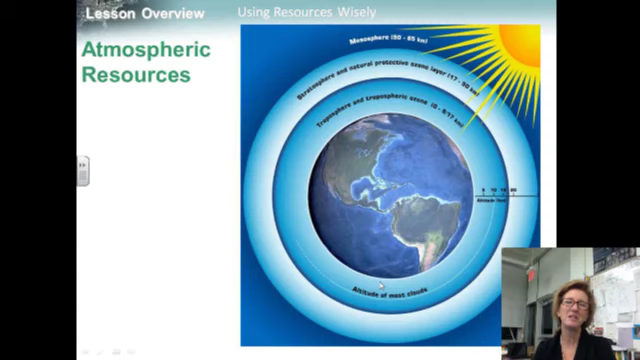 Lesson Overview
Using Resources Wisely
Atmospheric
Resources
Mesosphere (50 - 85 km)
Stratosphere and natural protective ozone layer (17 - 50 km)
Troposphere and tropospheric ozone (0 - 9/17 km)
Altitude of most clouds